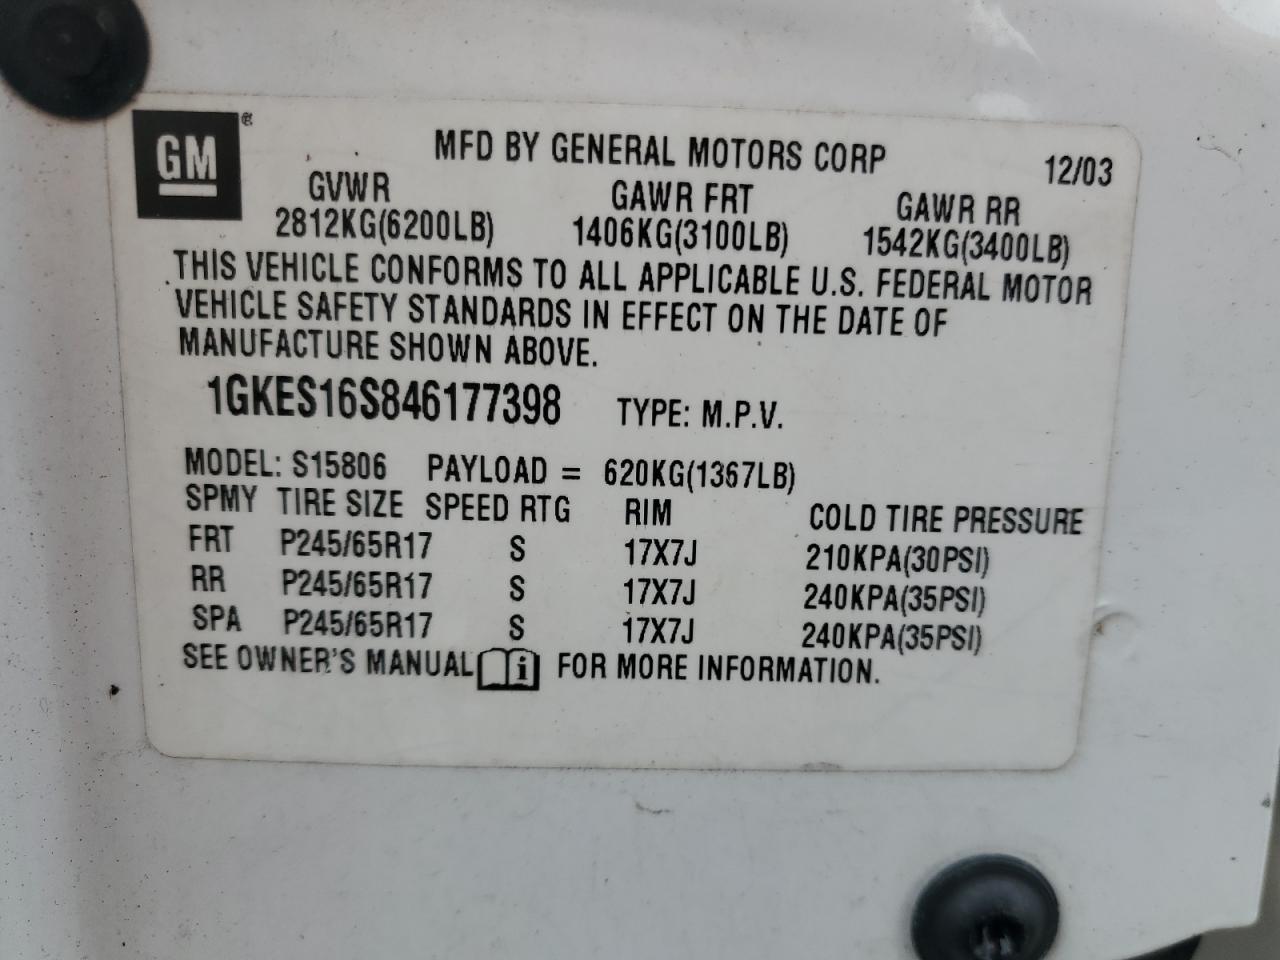 GM
MFD BY GENERAL MOTORS CORP 12/03
GVWR GAWR FRT GAWR RR
2812KG(6200LB) 1406KG(3100LB) 1542KG(3400LB)
THIS VEHICLE CONFORMS TO ALL APPLICABLE U.S. FEDERAL MOTOR
VEHICLE SAFETY STANDARDS IN EFFECT ON THE DATE OF
MANUFACTURE SHOWN ABOVE.
1GKES16S846177398 TYPE: M.P.V.
MODEL: S15806 PAYLOAD = 620KG(1367LB)
SPMY TIRE SIZE SPEED RTG RIM COLD TIRE PRESSURE
FRT P245/65R17 S 17X7J 210KPA(30PSI)
RR P245/65R17 S 17X7J 240KPA(35PSI)
SPA P245/65R17 S 17X7J 240KPA(35PSI)
SEE OWNER'S MANUAL i FOR MORE INFORMATION.